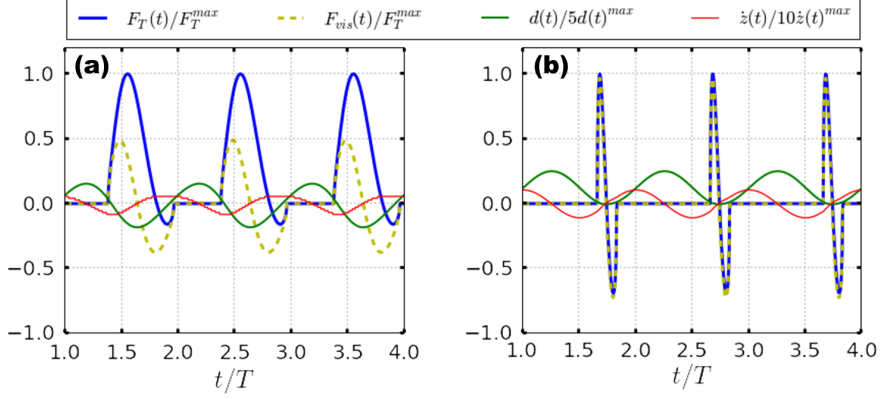 F_T(t)/F_T^{max} F_{vis}(t)/F_T^{max} d(t)/5d(t)^{max} ż(t)/10ż(t)^{max}
(a) (b)
1.0 1.0
0.5 0.5
0.0 0.0
−0.5 −0.5
−1.0 −1.0
1.0 1.5 2.0 2.5 3.0 3.5 4.0 1.0 1.5 2.0 2.5 3.0 3.5 4.0
t/T t/T